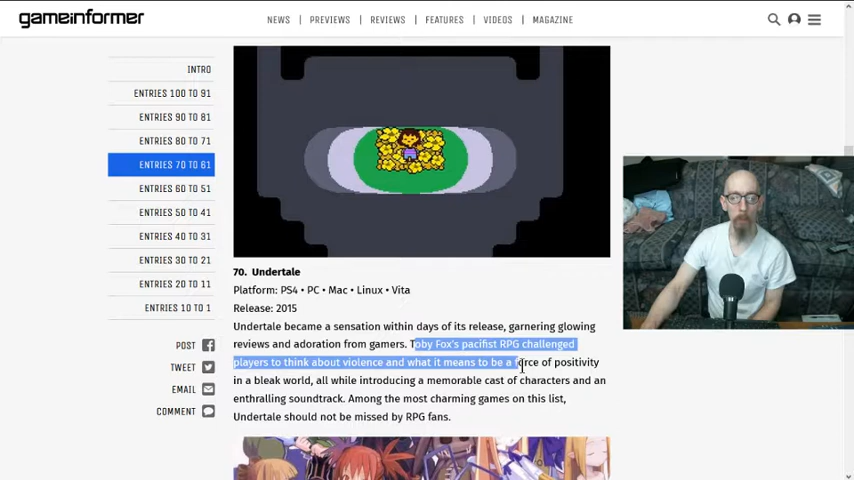 gameinformer
NEWS PREVIEWS REVIEWS FEATURES VIDEOS MAGAZINE
INTRO
ENTRIES 100 TO 91
ENTRIES 90 TO 81
ENTRIES 80 TO 71
ENTRIES 70 TO 61
ENTRIES 60 TO 51
ENTRIES 50 TO 41
ENTRIES 40 TO 31
ENTRIES 30 TO 21
ENTRIES 20 TO 11
ENTRIES 10 TO 1
POST
TWEET
EMAIL
COMMENT
70. Undertale
Platform: PS4 • PC • Mac • Linux • Vita
Release: 2015
Undertale became a sensation within days of its release, garnering glowing
reviews and adoration from gamers. Toby Fox's pacifist RPG challenged
players to think about violence and what it means to be a force of positivity
in a bleak world, all while introducing a memorable cast of characters and an
enthralling soundtrack. Among the most charming games on this list,
Undertale should not be missed by RPG fans.